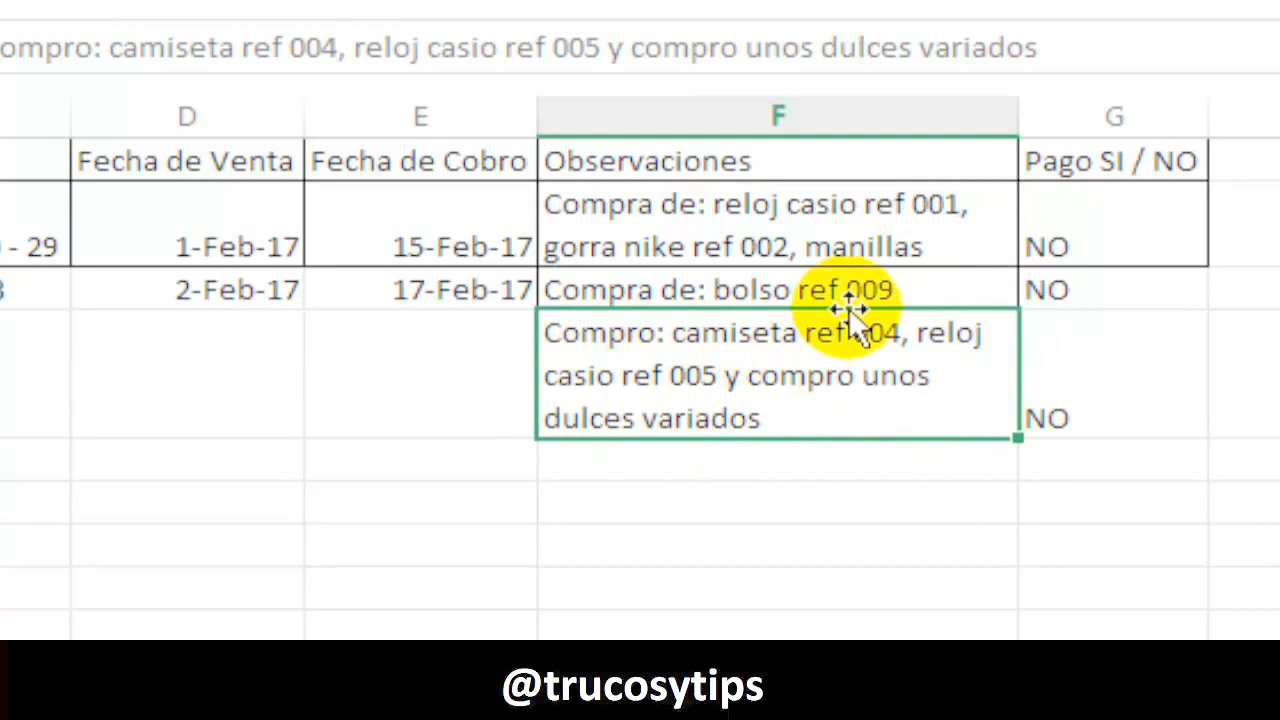 ompro: camiseta ref 004, reloj casio ref 005 y compro unos dulces variados
D E F G
Fecha de Venta Fecha de Cobro Observaciones Pago SI / NO
Compra de: reloj casio ref 001,
- 29 1-Feb-17 15-Feb-17 gorra nike ref 002, manillas NO
2-Feb-17 17-Feb-17 Compra de: bolso ref 009 NO
Compro: camiseta ref 004, reloj
casio ref 005 y compro unos
dulces variados NO
@trucosytips